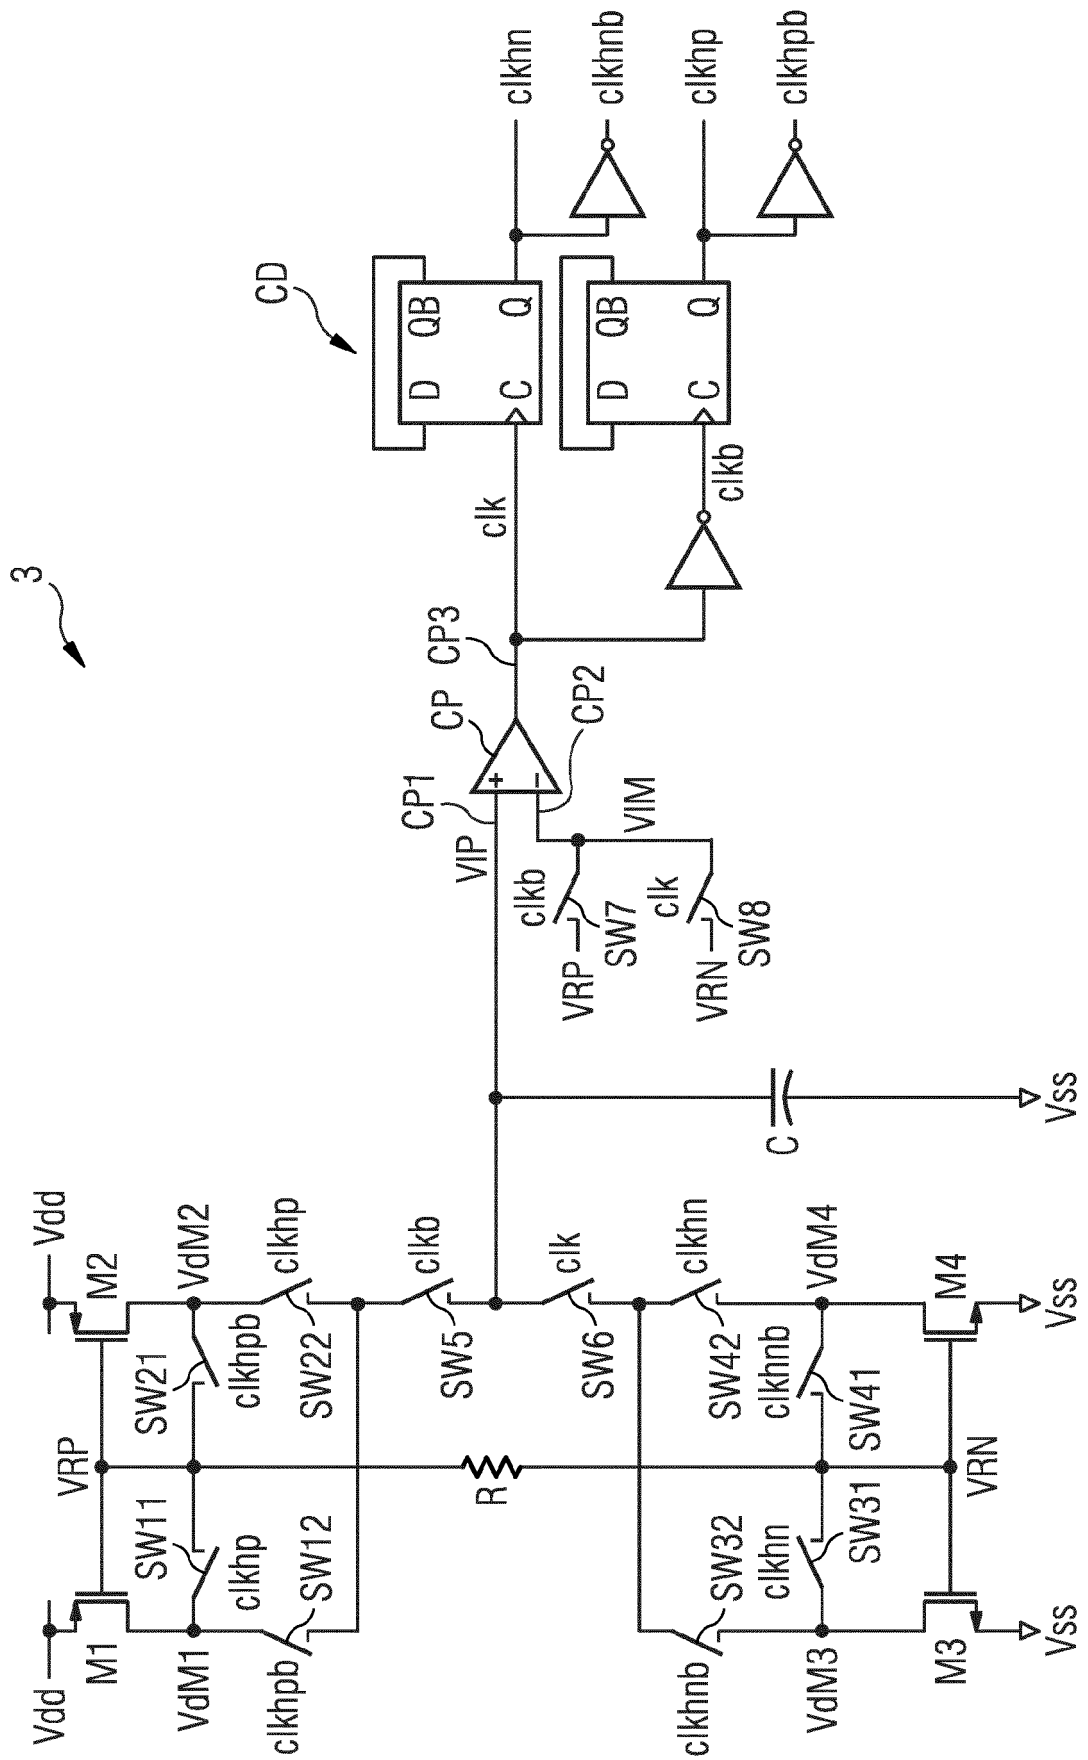 3
Vdd
M1
VdM1
SW11
clkhp
clkhpb
SW12
VRP
Vdd
M2
VdM2
SW21
clkhpb
clkhp
SW22
clkb
SW5
R
clk
SW6
clkhn
SW42
clkhnb
SW32
clkhn
SW31
VdM3
M3
Vss
VRN
clkhnb
SW41
VdM4
M4
Vss
C
Vss
VIP
CP1
CP
CP3
CP2
VIM
+
−
clkb
SW7
VRP
clk
SW8
VRN
clk
clkb
CD
D
QB
C
Q
D
QB
C
Q
clkhn
clkhnb
clkhp
clkhpb